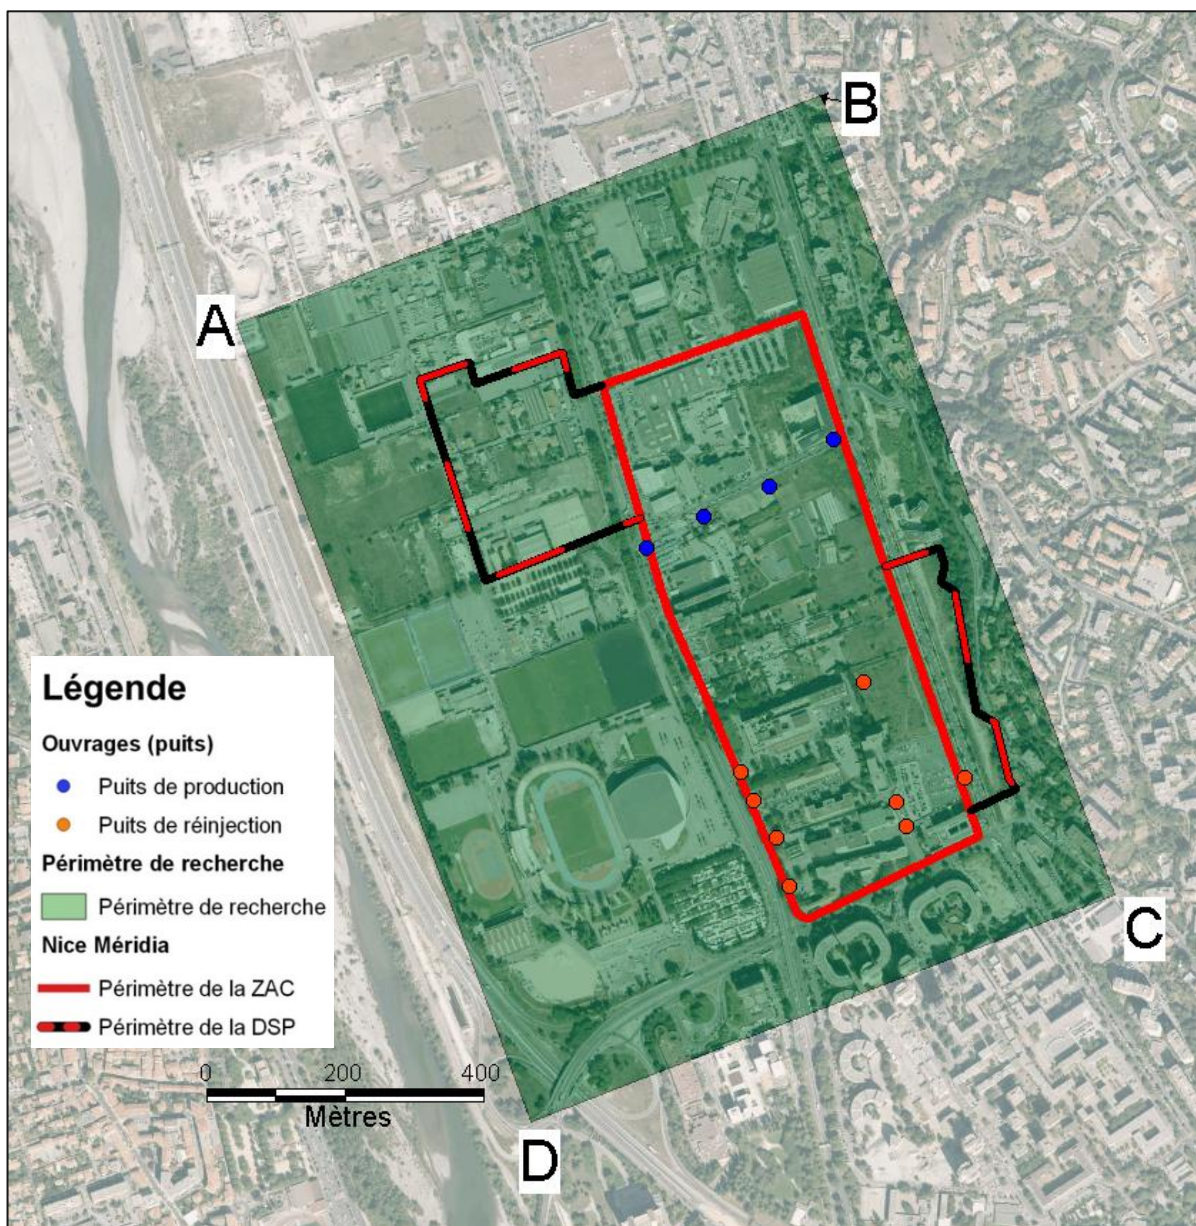 B
A
Légende
Ouvrages (puits)
Puits de production
Puits de réinjection
Périmètre de recherche
Périmètre de recherche
Nice Méridia
Périmètre de la ZAC
Périmètre de la DSP
C
0 200 400
Mètres
D